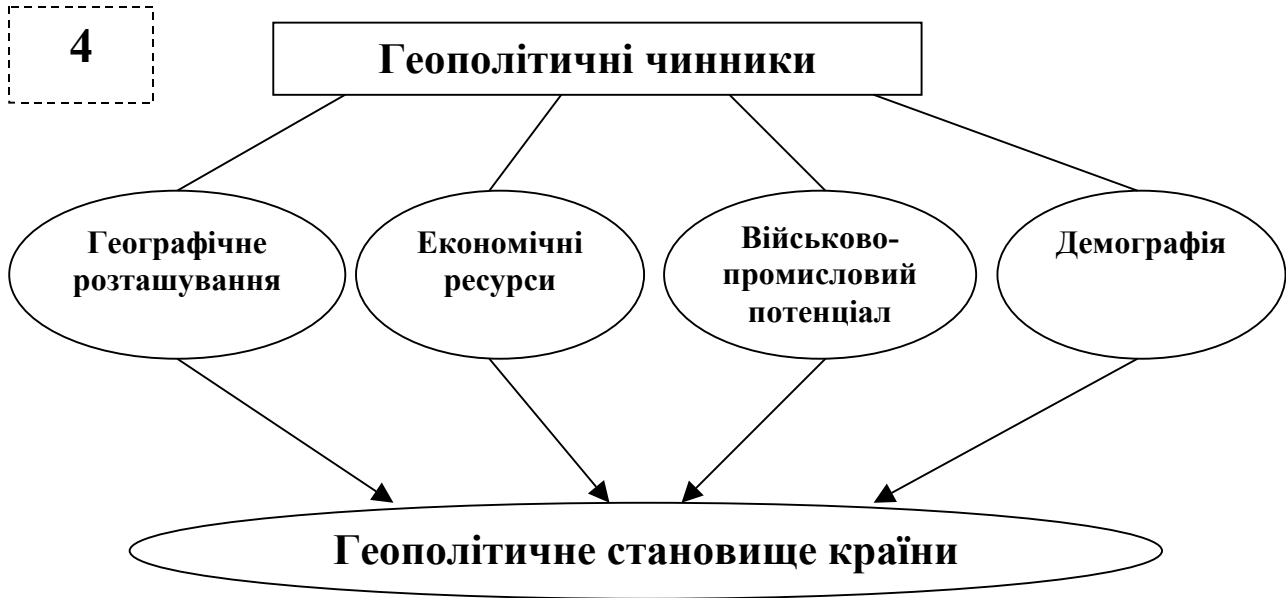 4
Геополітичні чинники
Географічне
розташування
Економічні
ресурси
Військово-
промисловий
потенціал
Демографія
Геополітичне становище країни